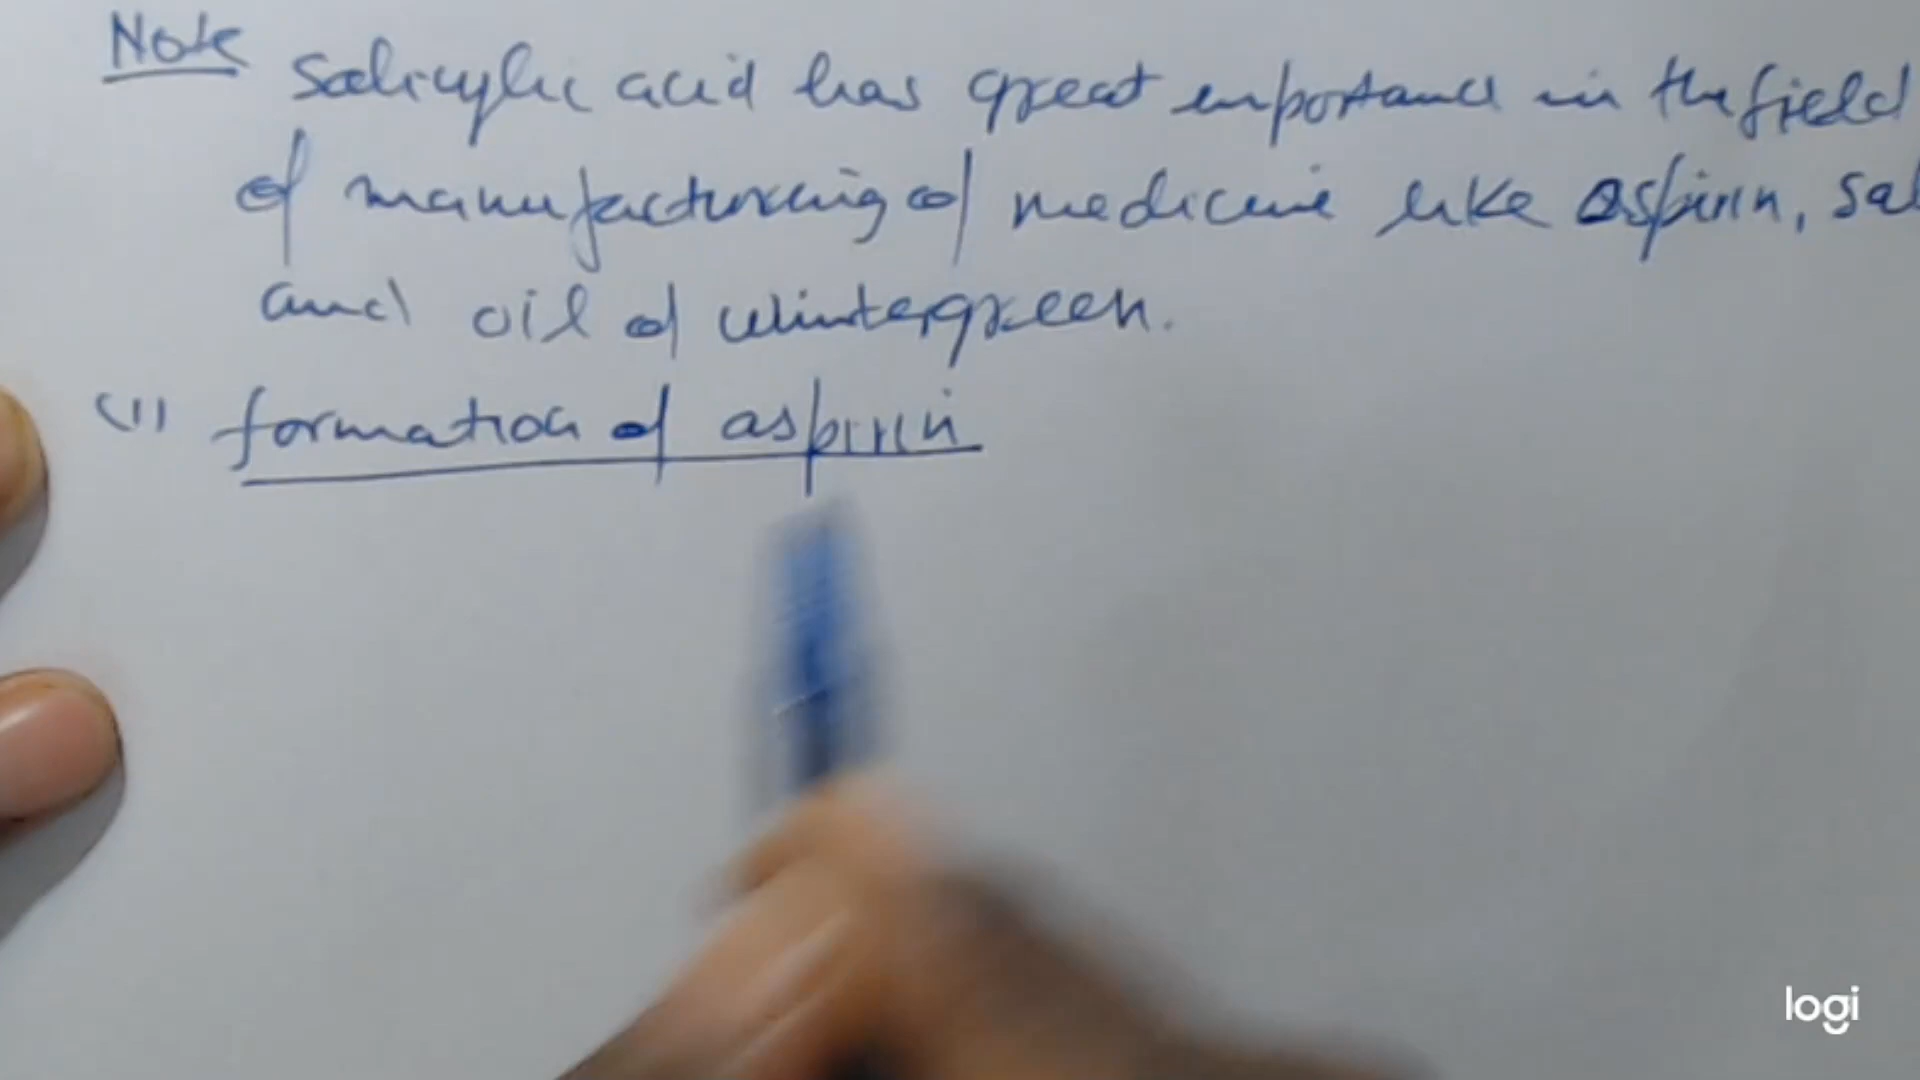 Note
Salicylic acid has great importance in the field
of manufacturing of medicine like aspirin, Sal
and oil of wintergreen.
(1) formation of aspirin
logi